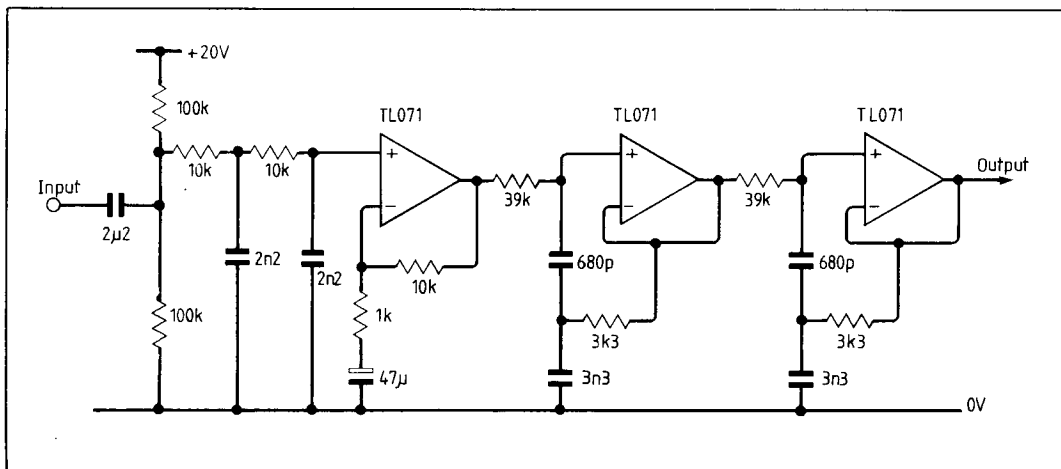 +20V
100k
TL071
TL071
TL071
10k
10k
+
+
+
Output
Input
39k
39k
−
−
−
2μ2
680p
680p
2n2
2n2
10k
100k
1k
3k3
3k3
47μ
3n3
3n3
0V